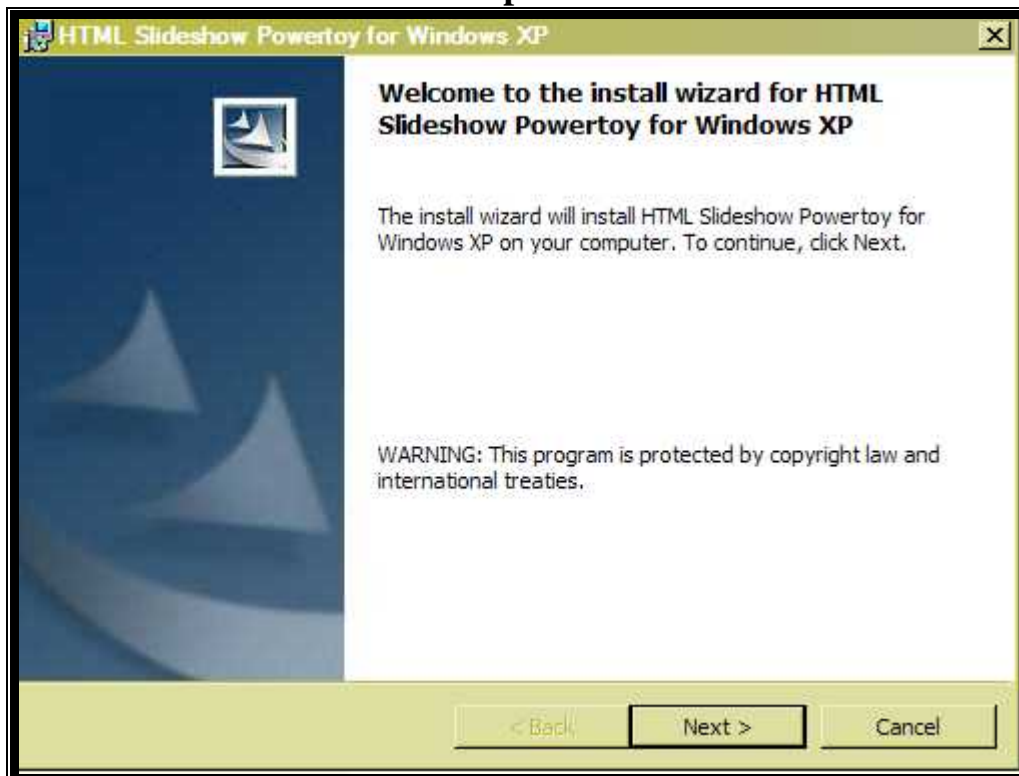 HTML Slideshow Powertoy for Windows XP
Welcome to the install wizard for HTML
Slideshow Powertoy for Windows XP
The install wizard will install HTML Slideshow Powertoy for
Windows XP on your computer. To continue, click Next.
WARNING: This program is protected by copyright law and
international treaties.
< Back Next > Cancel